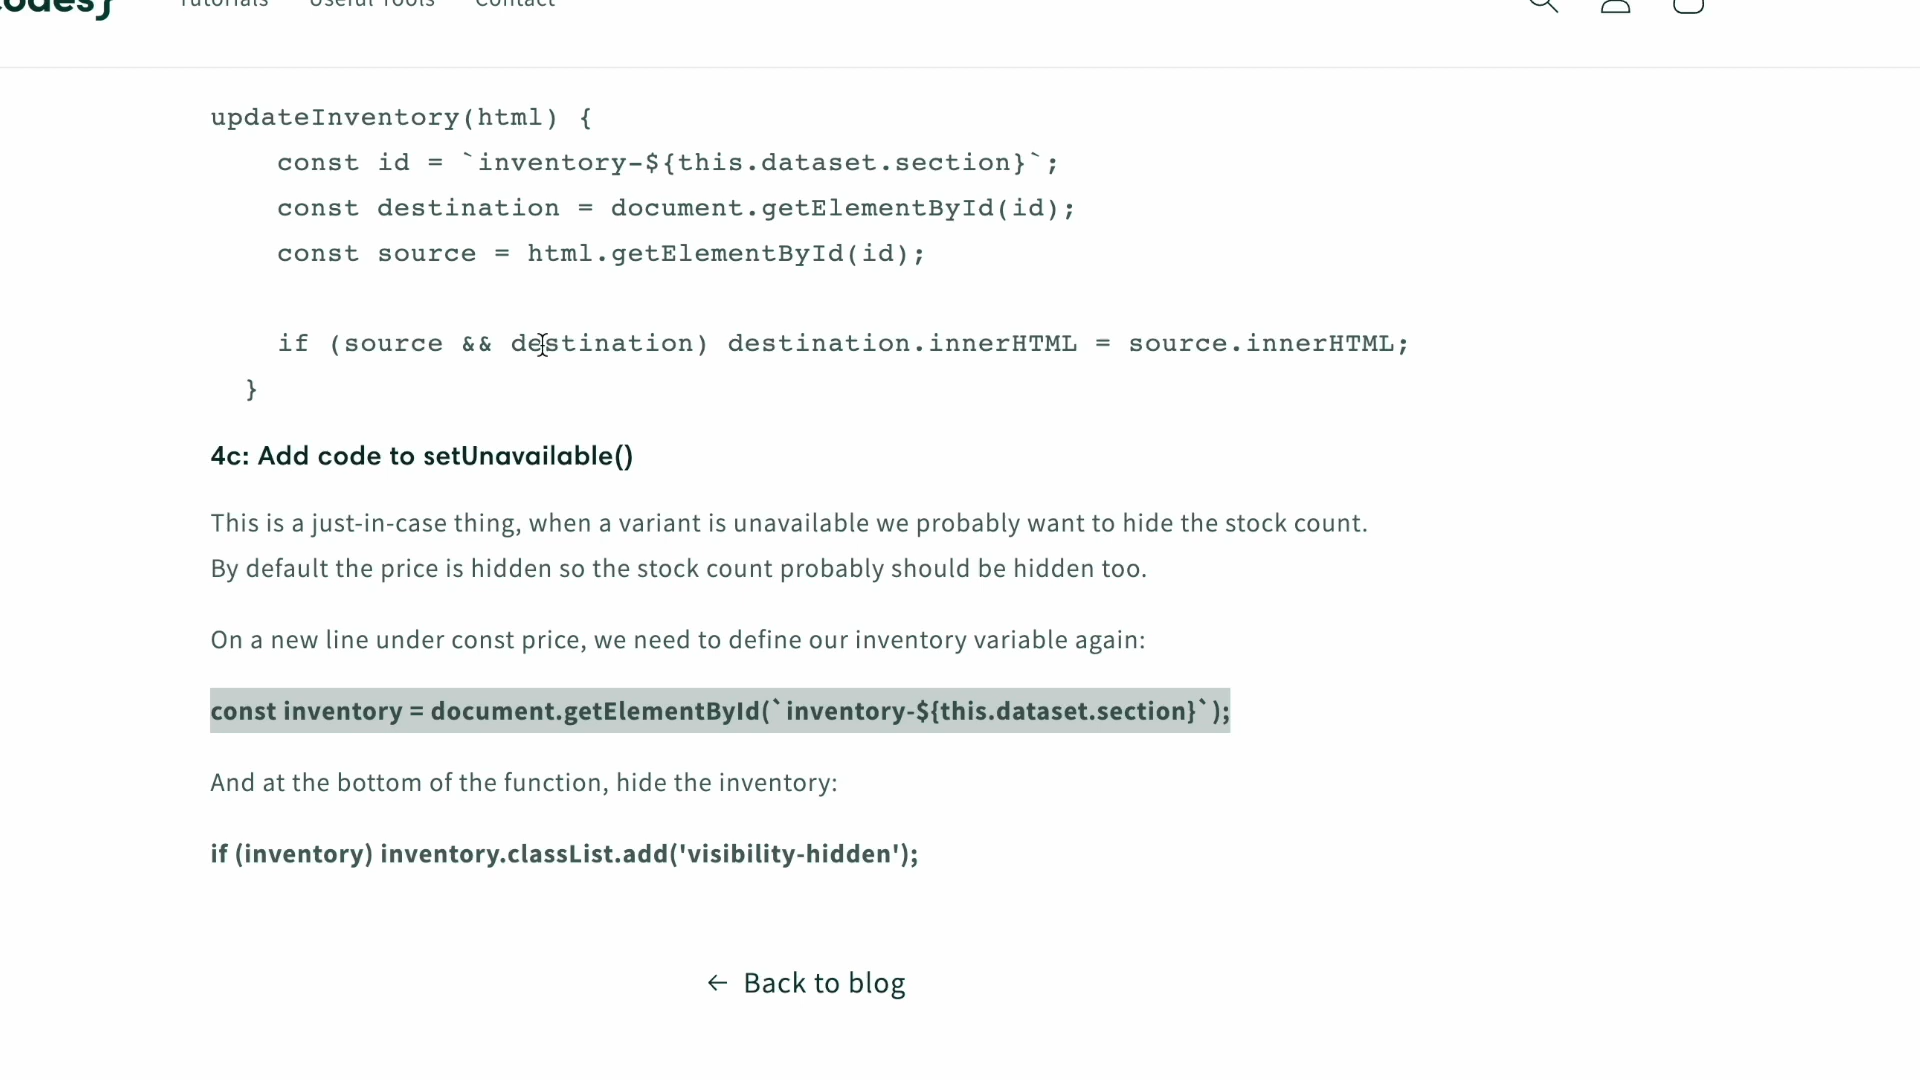 Tutorials Useful Tools Contact
updateInventory(html) {
const id = `inventory-${this.dataset.section}`;
const destination = document.getElementById(id);
const source = html.getElementById(id);
if (source && destination) destination.innerHTML = source.innerHTML;
}
4c: Add code to setUnavailable()
This is a just-in-case thing, when a variant is unavailable we probably want to hide the stock count.
By default the price is hidden so the stock count probably should be hidden too.
On a new line under const price, we need to define our inventory variable again:
const inventory = document.getElementById(`inventory-${this.dataset.section}`);
And at the bottom of the function, hide the inventory:
if (inventory) inventory.classList.add('visibility-hidden');
← Back to blog